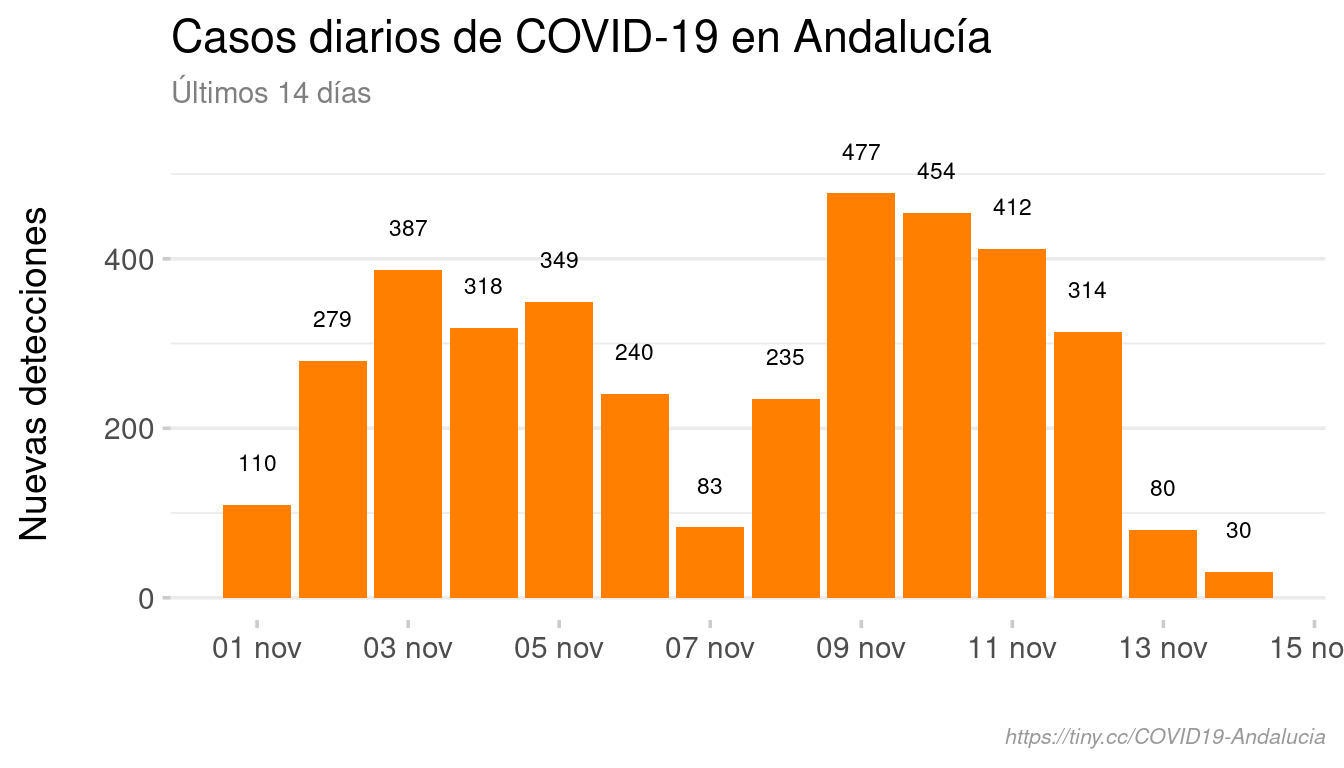 Casos diarios de COVID-19 en Andalucía
Últimos 14 días
Nuevas detecciones
400
200
0
110
279
387
318
349
240
83
235
477
454
412
314
80
30
01 nov
03 nov
05 nov
07 nov
09 nov
11 nov
13 nov
15 no
https://tiny.cc/COVID19-Andalucia